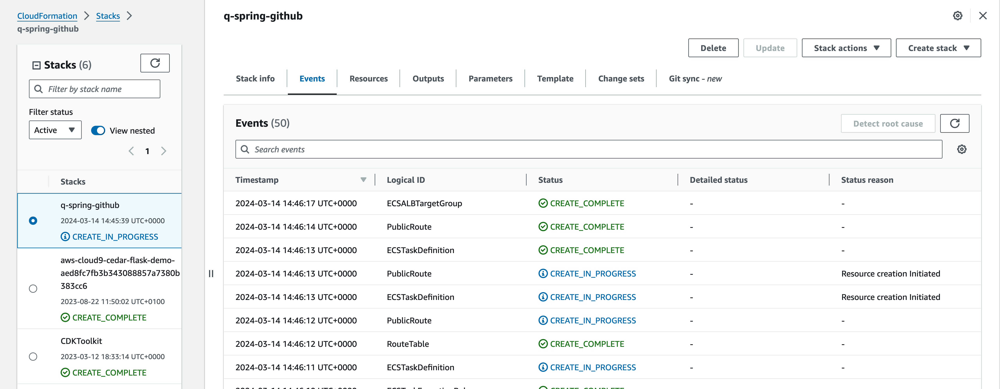 CloudFormation > Stacks >
q-spring-github
Stacks (6)
Filter by stack name
Filter status
Active
View nested
1
Stacks
q-spring-github
2024-03-14 14:45:39 UTC+0000
CREATE_IN_PROGRESS
aws-cloud9-cedar-flask-demo-
aed8fc7fb3b343088857a7380b
383cc6
2023-08-22 11:50:02 UTC+0100
CREATE_COMPLETE
CDKToolkit
2023-03-12 18:33:14 UTC+0000
CREATE_COMPLETE
q-spring-github
Delete Update Stack actions Create stack
Stack info Events Resources Outputs Parameters Template Change sets Git sync - new
Events (50)
Detect root cause
Search events
Timestamp Logical ID Status Detailed status Status reason
2024-03-14 14:46:17 UTC+0000 ECSALBTargetGroup CREATE_COMPLETE - -
2024-03-14 14:46:14 UTC+0000 PublicRoute CREATE_COMPLETE - -
2024-03-14 14:46:13 UTC+0000 ECSTaskDefinition CREATE_COMPLETE - -
2024-03-14 14:46:13 UTC+0000 PublicRoute CREATE_IN_PROGRESS - Resource creation Initiated
2024-03-14 14:46:13 UTC+0000 ECSTaskDefinition CREATE_IN_PROGRESS - Resource creation Initiated
2024-03-14 14:46:12 UTC+0000 PublicRoute CREATE_IN_PROGRESS - -
2024-03-14 14:46:12 UTC+0000 RouteTable CREATE_COMPLETE - -
2024-03-14 14:46:11 UTC+0000 ECSTaskDefinition CREATE_IN_PROGRESS - -